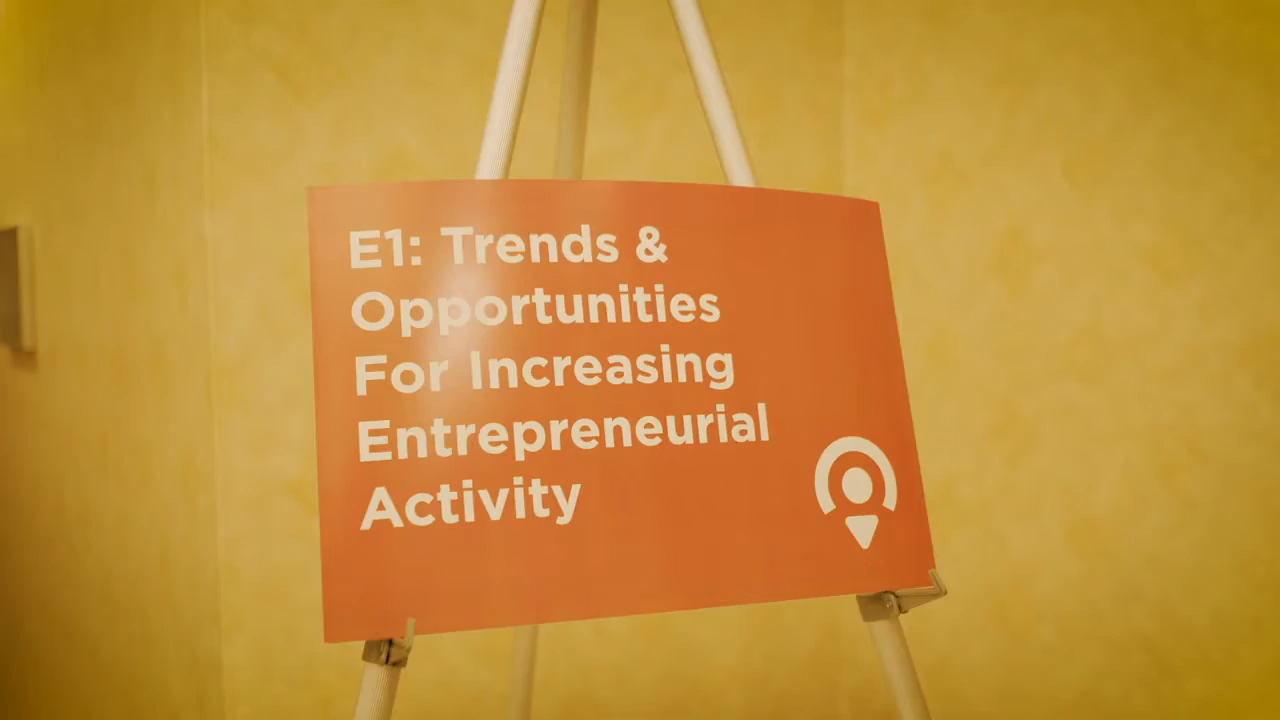 E1: Trends &
Opportunities
For Increasing
Entrepreneurial
Activity